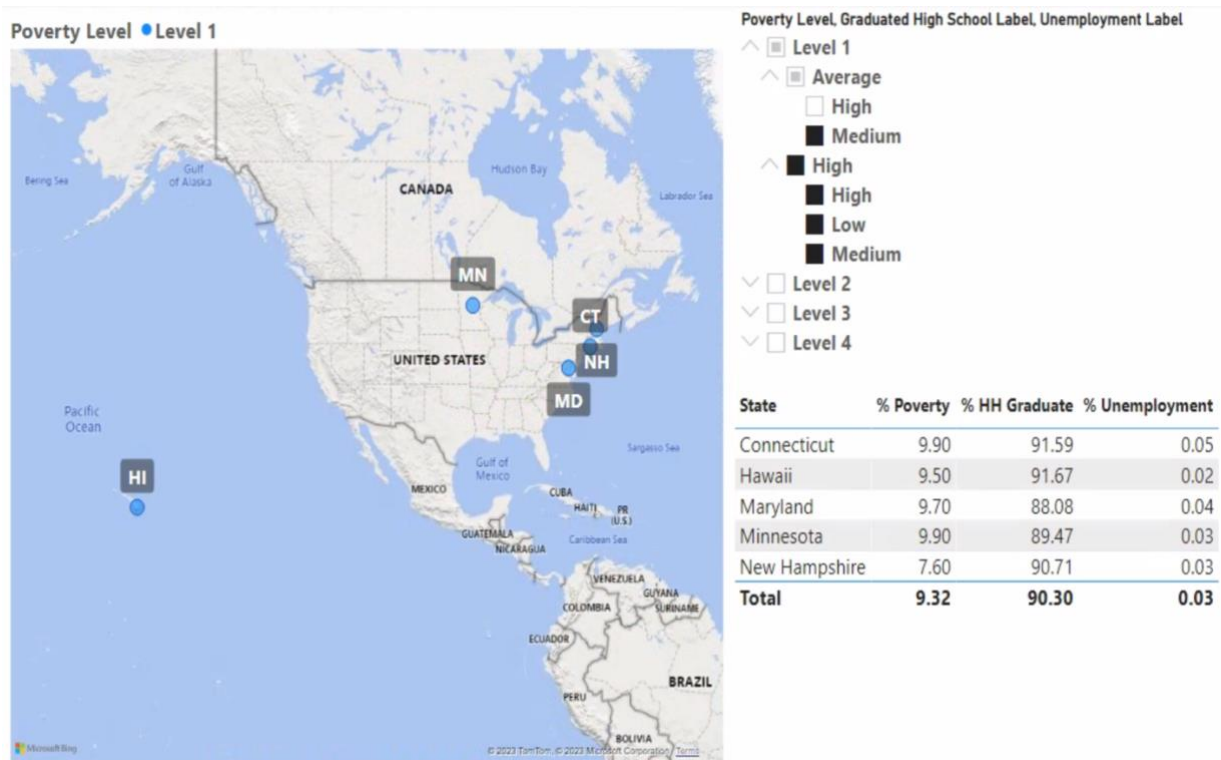 Poverty Level Level 1
Bering Sea
Gulf
of Alaska
Hudson Bay
Labrador Sea
CANADA
MN
CT
UNITED STATES
NH
MD
Pacific
Ocean
HI
Sargasso Sea
Gulf of
Mexico
MEXICO
CUBA
HAITI
PR
(U.S.)
GUATEMALA
Caribbean Sea
NICARAGUA
VENEZUELA
GUYANA
COLOMBIA
SURINAME
ECUADOR
BRAZIL
PERU
BOLIVIA
Microsoft Bing
© 2023 TomTom, © 2023 Microsoft Corporation Terms
Poverty Level, Graduated High School Label, Unemployment Label
Level 1
Average
High
Medium
High
High
Low
Medium
Level 2
Level 3
Level 4
State % Poverty % HH Graduate % Unemployment
Connecticut 9.90 91.59 0.05
Hawaii 9.50 91.67 0.02
Maryland 9.70 88.08 0.04
Minnesota 9.90 89.47 0.03
New Hampshire 7.60 90.71 0.03
Total 9.32 90.30 0.03